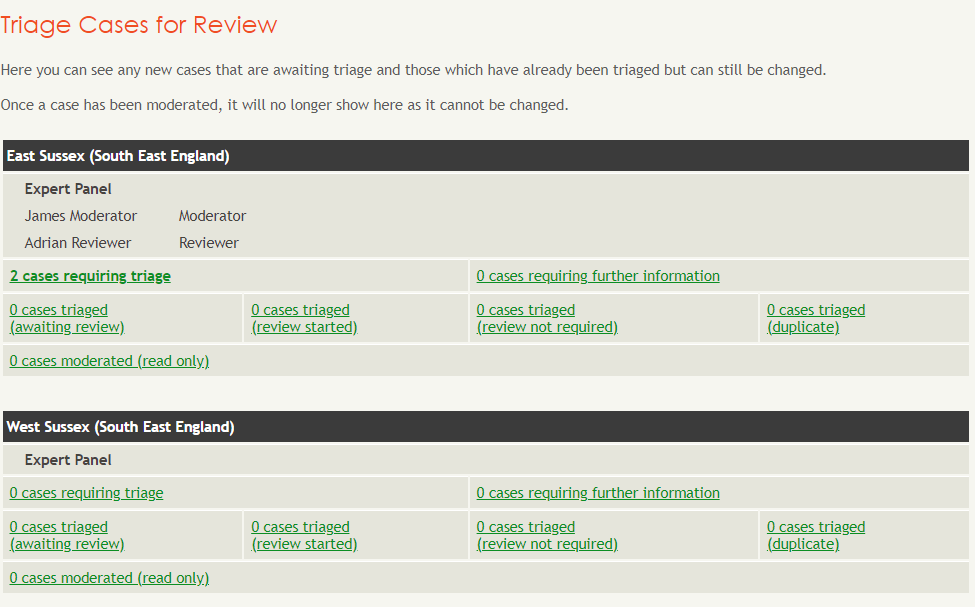 Triage Cases for Review
Here you can see any new cases that are awaiting triage and those which have already been triaged but can still be changed.
Once a case has been moderated, it will no longer show here as it cannot be changed.
East Sussex (South East England)
Expert Panel
James Moderator Moderator
Adrian Reviewer Reviewer
2 cases requiring triage 0 cases requiring further information
0 cases triaged 0 cases triaged 0 cases triaged 0 cases triaged
(awaiting review) (review started) (review not required) (duplicate)
0 cases moderated (read only)
West Sussex (South East England)
Expert Panel
0 cases requiring triage 0 cases requiring further information
0 cases triaged 0 cases triaged 0 cases triaged 0 cases triaged
(awaiting review) (review started) (review not required) (duplicate)
0 cases moderated (read only)